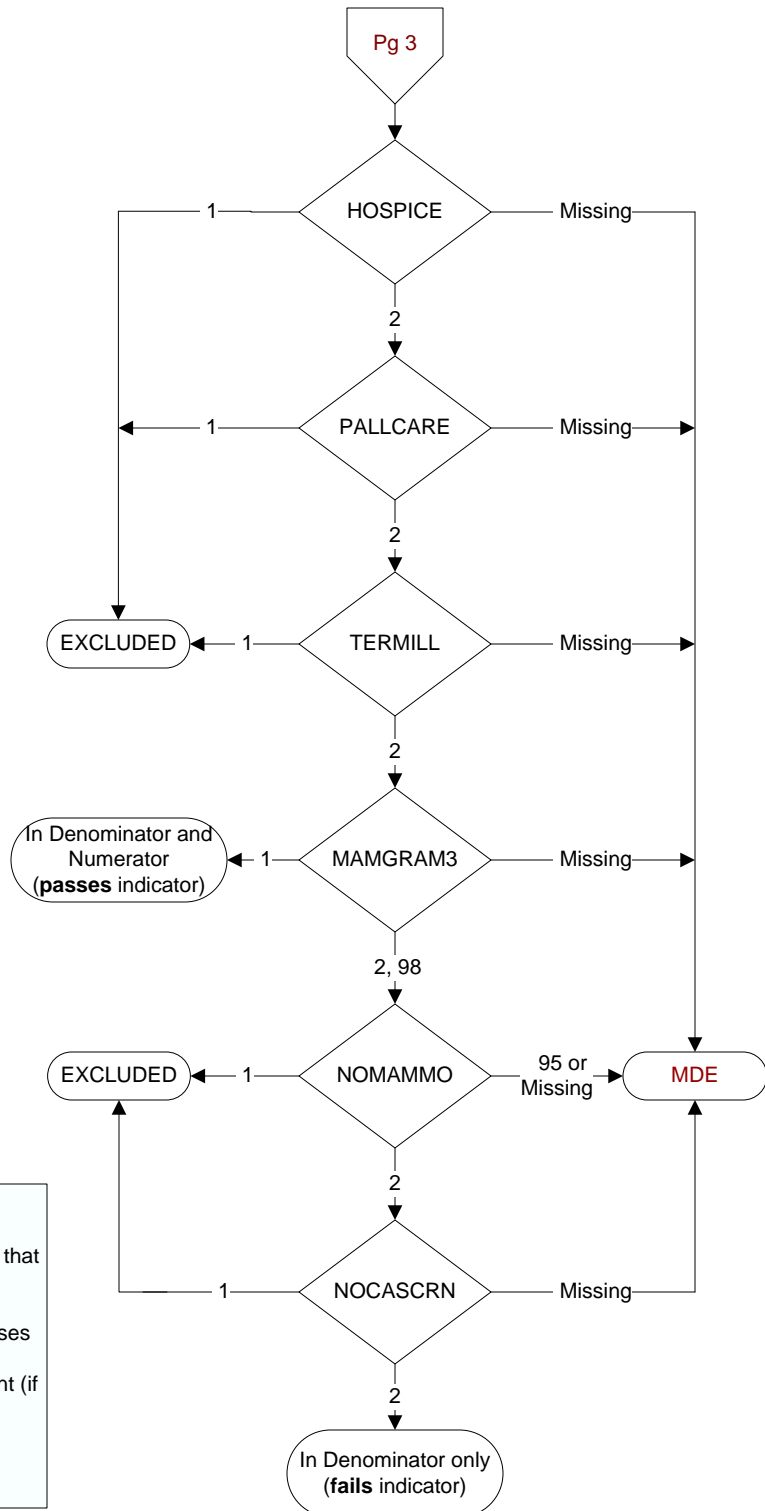 Pg 3
HOSPICE
1
Missing
2
PALLCARE
1
Missing
2
TERMILL
EXCLUDED
1
Missing
2
MAMGRAM3
In Denominator and
Numerator
(passes indicator)
1
Missing
2, 98
NOMAMMO
EXCLUDED
1
95 or
Missing
MDE
2
NOCASCRN
1
Missing
2
In Denominator only
(fails indicator)
that
ses
nt (if